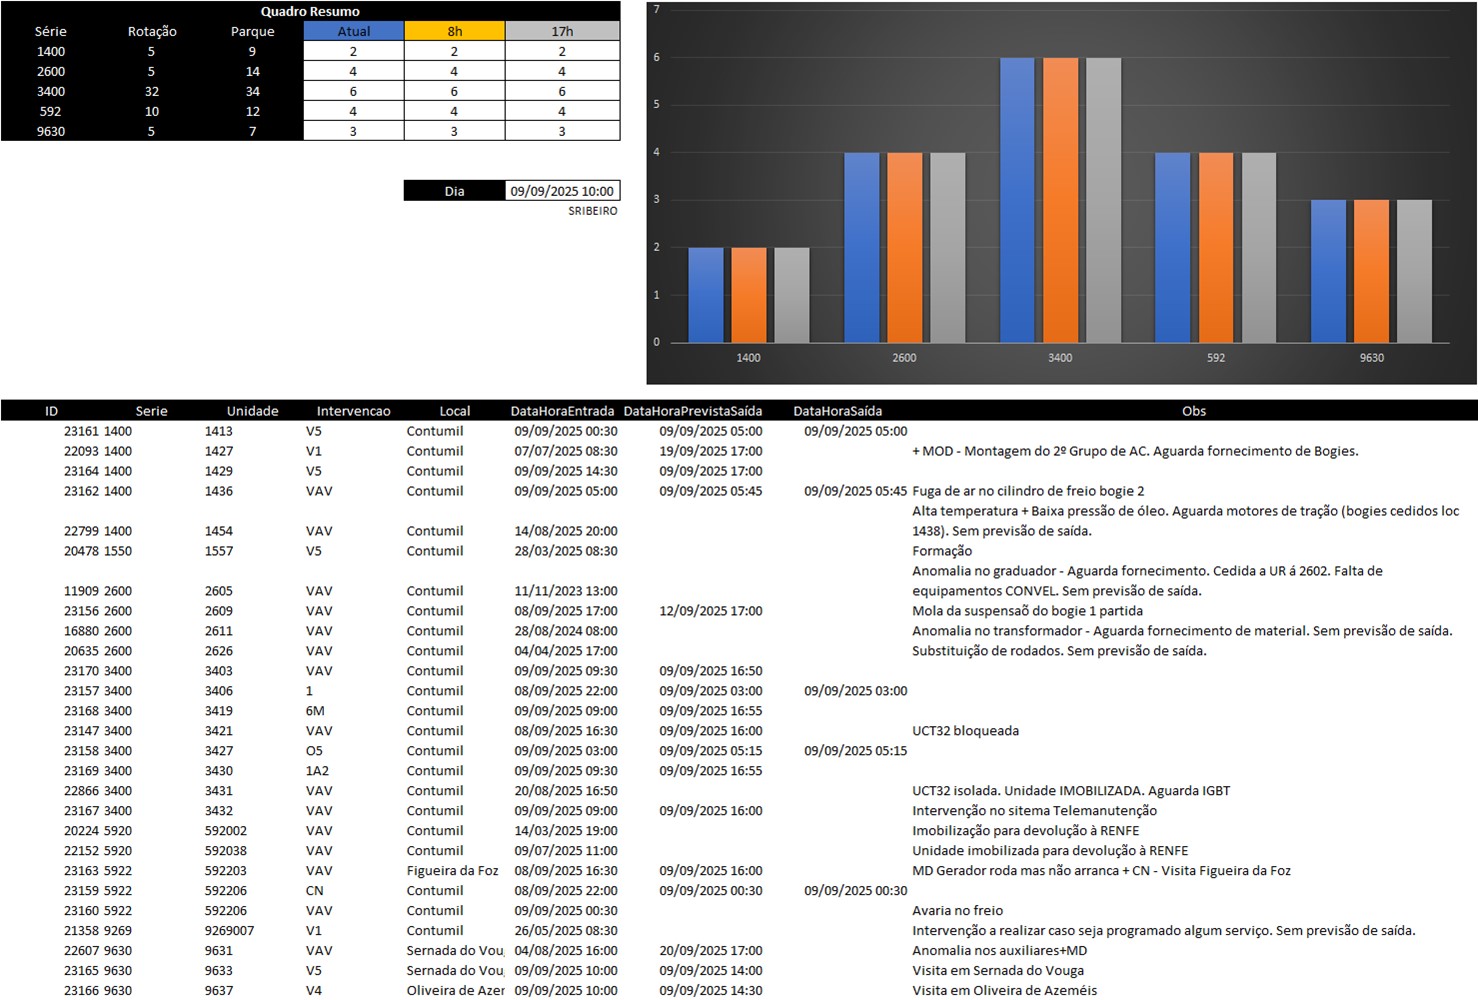 Quadro Resumo
Série Rotação Parque Atual 8h 17h
1400 5 9 2 2 2
2600 5 14 4 4 4
3400 32 34 6 6 6
592 10 12 4 4 4
9630 5 7 3 3 3
Dia 09/09/2025 10:00
SRIBEIRO
7
6
5
4
3
2
1
0
1400 2600 3400 592 9630
ID Serie Unidade Intervencao Local DataHoraEntrada DataHoraPrevistaSaída DataHoraSaída Obs
23161 1400 1413 V5 Contumil 09/09/2025 00:30 09/09/2025 05:00 09/09/2025 05:00
22093 1400 1427 V1 Contumil 07/07/2025 08:30 19/09/2025 17:00 + MOD - Montagem do 2º Grupo de AC. Aguarda fornecimento de Bogies.
23164 1400 1429 V5 Contumil 09/09/2025 14:30 09/09/2025 17:00
23162 1400 1436 VAV Contumil 09/09/2025 05:00 09/09/2025 05:45 09/09/2025 05:45 Fuga de ar no cilindro de freio bogie 2
Alta temperatura + Baixa pressão de óleo. Aguarda motores de tração (bogies cedidos loc
22799 1400 1454 VAV Contumil 14/08/2025 20:00 1438). Sem previsão de saída.
20478 1550 1557 V5 Contumil 28/03/2025 08:30 Formação
Anomalia no graduador - Aguarda fornecimento. Cedida a UR á 2602. Falta de
11909 2600 2605 VAV Contumil 11/11/2023 13:00 equipamentos CONVEL. Sem previsão de saída.
23156 2600 2609 VAV Contumil 08/09/2025 17:00 12/09/2025 17:00 Mola da suspensaõ do bogie 1 partida
16880 2600 2611 VAV Contumil 28/08/2024 08:00 Anomalia no transformador - Aguarda fornecimento de material. Sem previsão de saída.
20635 2600 2626 VAV Contumil 04/04/2025 17:00 Substituição de rodados. Sem previsão de saída.
23170 3400 3403 VAV Contumil 09/09/2025 09:30 09/09/2025 16:50
23157 3400 3406 1 Contumil 08/09/2025 22:00 09/09/2025 03:00 09/09/2025 03:00
23168 3400 3419 6M Contumil 09/09/2025 09:00 09/09/2025 16:55
23147 3400 3421 VAV Contumil 08/09/2025 16:30 09/09/2025 16:00 UCT32 bloqueada
23158 3400 3427 O5 Contumil 09/09/2025 03:00 09/09/2025 05:15 09/09/2025 05:15
23169 3400 3430 1A2 Contumil 09/09/2025 09:30 09/09/2025 16:55
22866 3400 3431 VAV Contumil 20/08/2025 16:50 UCT32 isolada. Unidade IMOBILIZADA. Aguarda IGBT
23167 3400 3432 VAV Contumil 09/09/2025 09:00 09/09/2025 16:00 Intervenção no sitema Telemanutenção
20224 5920 592002 VAV Contumil 14/03/2025 19:00 Imobilização para devolução à RENFE
22152 5920 592038 VAV Contumil 09/07/2025 11:00 Unidade imobilizada para devolução à RENFE
23163 5922 592203 VAV Figueira da Foz 08/09/2025 16:30 09/09/2025 16:00 MD Gerador roda mas não arranca + CN - Visita Figueira da Foz
23159 5922 592206 CN Contumil 08/09/2025 22:00 09/09/2025 00:30 09/09/2025 00:30
23160 5922 592206 VAV Contumil 09/09/2025 00:30 Avaria no freio
21358 9269 9269007 V1 Contumil 26/05/2025 08:30 Intervenção a realizar caso seja programado algum serviço. Sem previsão de saída.
22607 9630 9631 VAV Sernada do Vou 04/08/2025 16:00 20/09/2025 17:00 Anomalia nos auxiliares+MD
23165 9630 9633 V5 Sernada do Vou 09/09/2025 10:00 09/09/2025 14:00 Visita em Sernada do Vouga
23166 9630 9637 V4 Oliveira de Azer 09/09/2025 10:00 09/09/2025 14:30 Visita em Oliveira de Azeméis